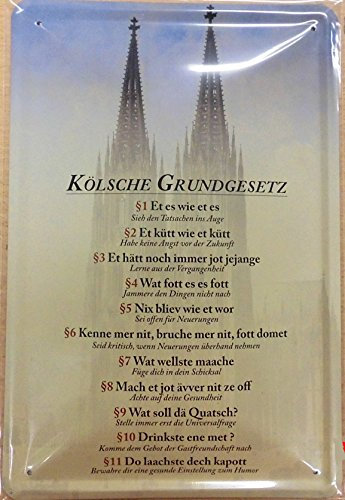 KÖLSCHE GRUNDGESETZ
§1 Et es wie et es
Sieh den Tatsachen ins Auge
§2 Et kütt wie et kütt
Habe keine Angst vor der Zukunft
§3 Et hätt noch immer jot jejange
Lerne aus der Vergangenheit
§4 Wat fott es es fott
Jammere den Dingen nicht nach
§5 Nix bliev wie et wor
Sei offen für Neuerungen
§6 Kenne mer nit, bruche mer nit, fott domet
Seid kritisch, wenn Neuerungen überhand nehmen
§7 Wat wellste maache
Füge dich in dein Schicksal
§8 Mach et jot ävver nit ze off
Achte auf deine Gesundheit
§9 Wat soll dä Quatsch?
Stelle immer erst die Universalfrage
§10 Drinkste ene met ?
Komme dem Gebot der Gastfreundschaft nach
§11 Do laachste dech kapott
Bewahre dir eine gesunde Einstellung zum Humor